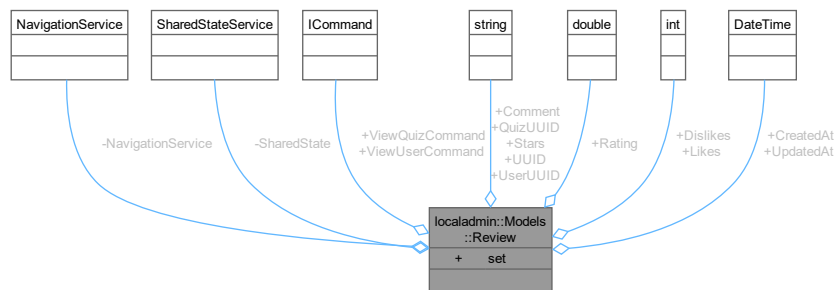 NavigationService
SharedStateService
ICommand
string
double
int
DateTime
-NavigationService
-SharedState
+ViewQuizCommand
+ViewUserCommand
+Comment
+QuizUUID
+Stars
+UUID
+UserUUID
+Rating
+Dislikes
+Likes
+CreatedAt
+UpdatedAt
localadmin::Models
::Review
+ set